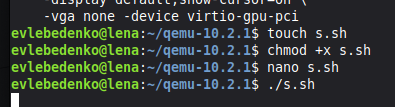 -display default,show-cursor=on \
-vga none -device virtio-gpu-pci
evlebedenko@lena:~/qemu-10.2.1$ touch s.sh
evlebedenko@lena:~/qemu-10.2.1$ chmod +x s.sh
evlebedenko@lena:~/qemu-10.2.1$ nano s.sh
evlebedenko@lena:~/qemu-10.2.1$ ./s.sh